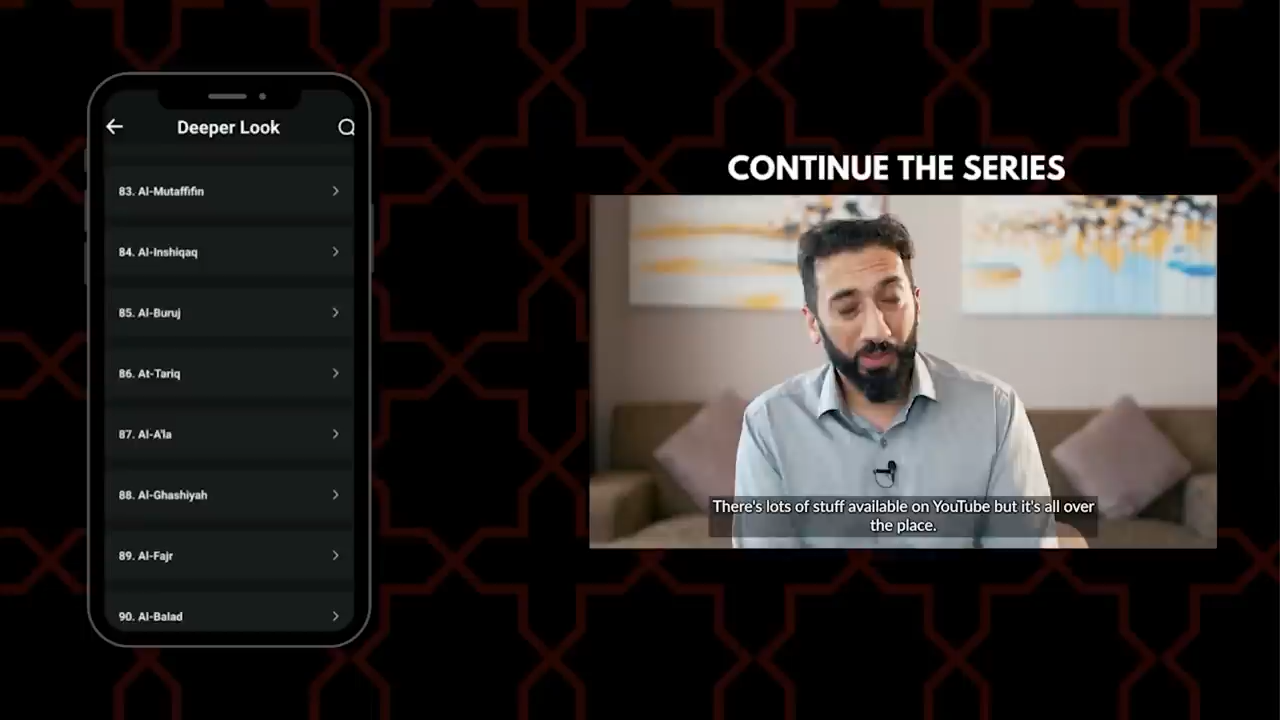 Deeper Look
83. Al-Mutaffifin
84. Al-Inshiqaq
85. Al-Buruj
86. At-Tariq
87. Al-A'la
88. Al-Ghashiyah
89. Al-Fajr
90. Al-Balad
CONTINUE THE SERIES
There's lots of stuff available on YouTube but it's all over
the place.